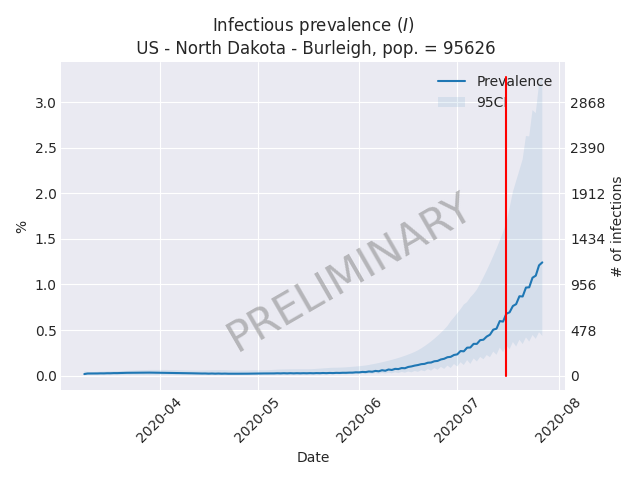 Infectious prevalence (I)
US - North Dakota - Burleigh, pop. = 95626
Prevalence
95CI
3.0
2.5
2.0
1.5
1.0
0.5
0.0
%
2868
2390
1912
1434
956
478
0
# of infections
PRELIMINARY
2020-04
2020-05
2020-06
2020-07
2020-08
Date